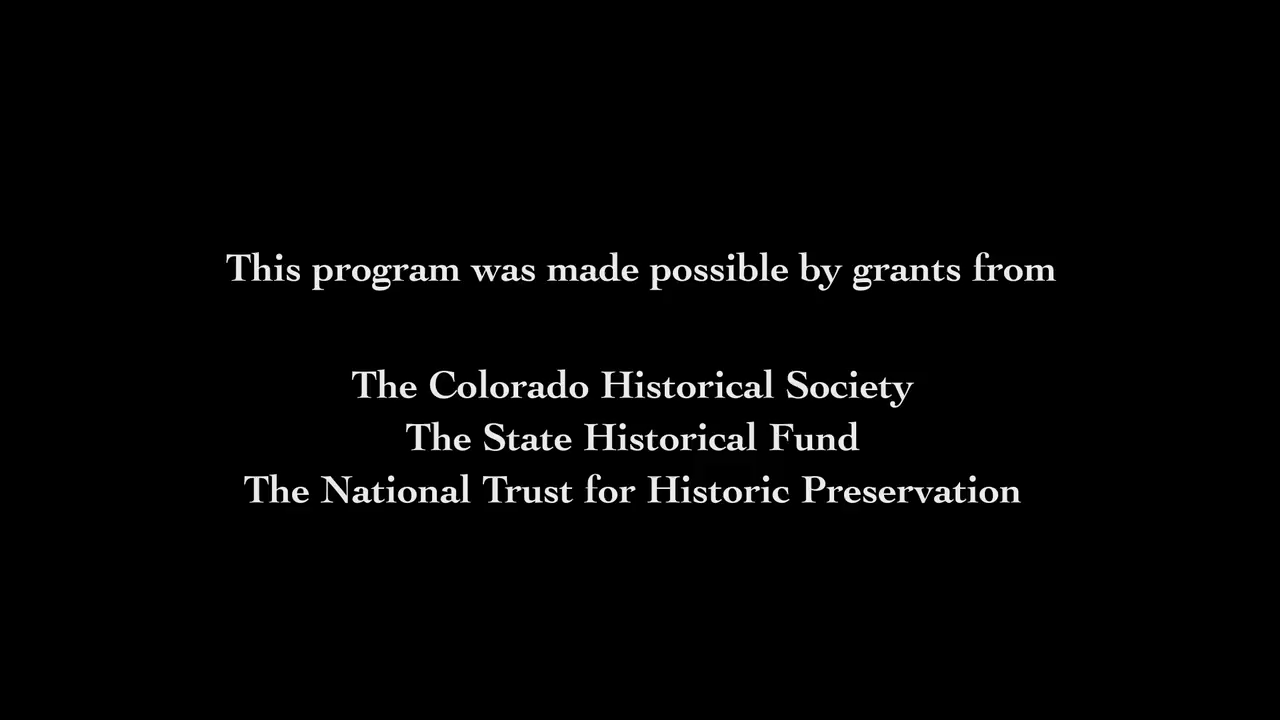 This program was made possible by grants from
The Colorado Historical Society
The State Historical Fund
The National Trust for Historic Preservation